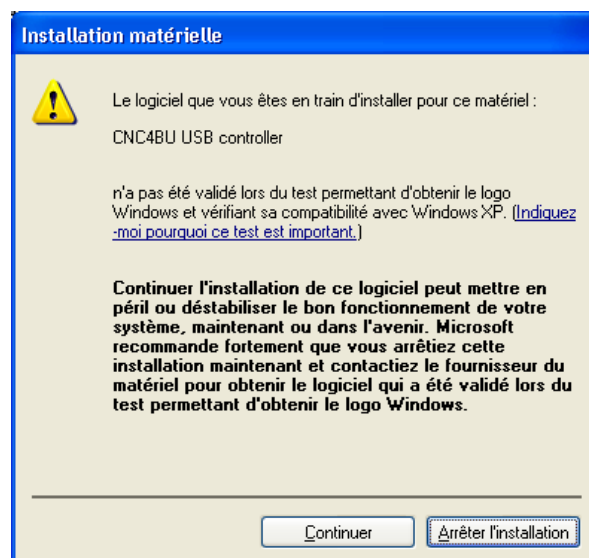 Installation matérielle
Le logiciel que vous êtes en train d'installer pour ce matériel :
CNC4BU USB controller
n'a pas été validé lors du test permettant d'obtenir le logo
Windows et vérifiant sa compatibilité avec Windows XP. (Indiquez
-moi pourquoi ce test est important.)
Continuer l'installation de ce logiciel peut mettre en
péril ou déstabiliser le bon fonctionnement de votre
système, maintenant ou dans l'avenir. Microsoft
recommande fortement que vous arrêtiez cette
installation maintenant et contactiez le fournisseur du
matériel pour obtenir le logiciel qui a été validé lors du
test permettant d'obtenir le logo Windows.
Continuer
Arrêter l'installation